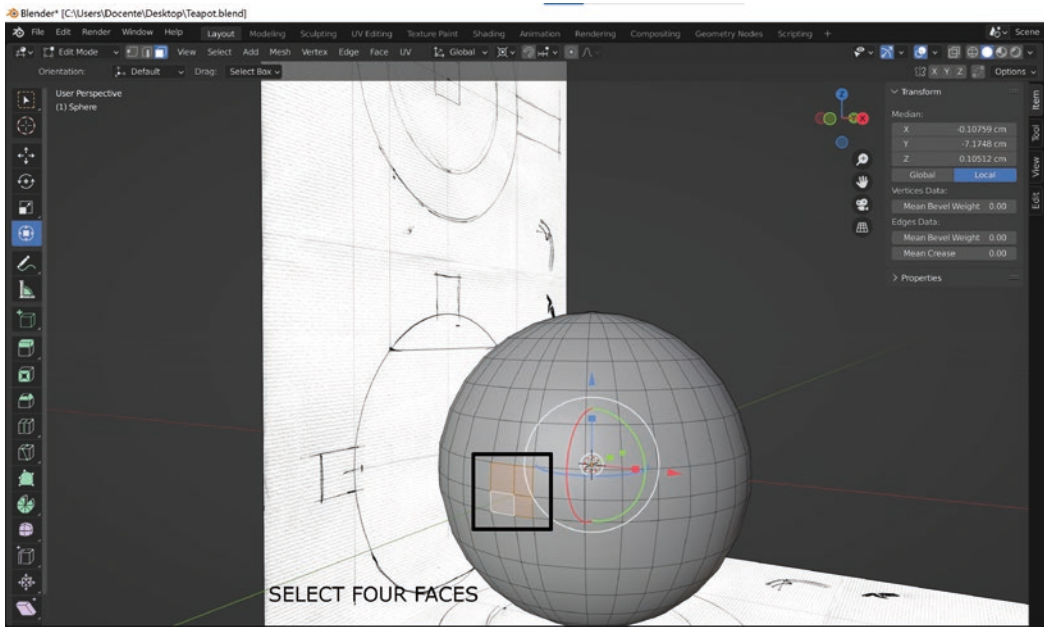 Blender* [C:\Users\Docente\Desktop\Teapot.blend]
File Edit Render Window Help Layout Modeling Sculpting UV Editing Texture Paint Shading Animation Rendering Compositing Geometry Nodes Scripting + Scene
Edit Mode View Select Add Mesh Vertex Edge Face UV Global
Orientation: Default Drag: Select Box X Y Z Options
User Perspective
(1) Sphere
Z
X
Transform
Median:
X -0.10759 cm
Y -7.1748 cm
Z 0.10512 cm
Global Local
Vertices Data:
Mean Bevel Weight 0.00
Edges Data:
Mean Bevel Weight 0.00
Mean Crease 0.00
Properties
Item
Tool
View
Edit
SELECT FOUR FACES